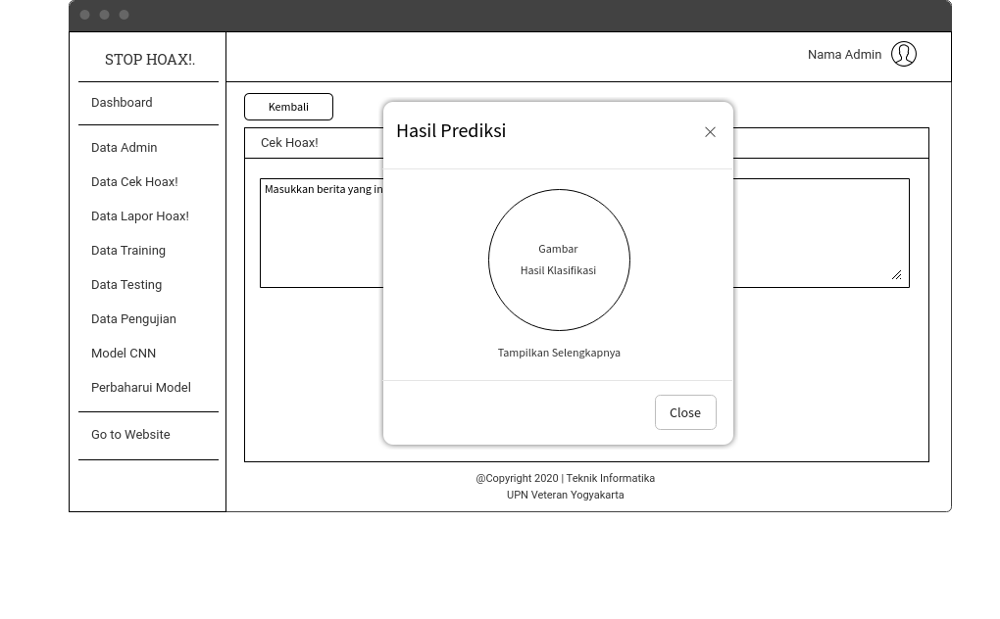 STOP HOAX!.
Nama Admin
Dashboard
Data Admin
Data Cek Hoax!
Data Lapor Hoax!
Data Training
Data Testing
Data Pengujian
Model CNN
Perbaharui Model
Go to Website
Kembali
Cek Hoax!
Masukkan berita yang in
Hasil Prediksi
Gambar
Hasil Klasifikasi
Tampilkan Selengkapnya
Close
@Copyright 2020 | Teknik Informatika
UPN Veteran Yogyakarta